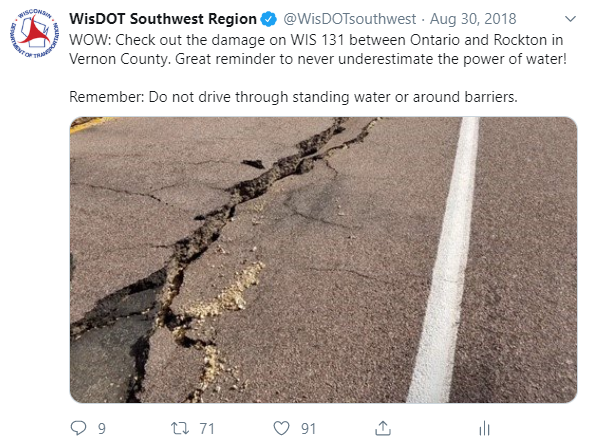 WisDOT Southwest Region @WisDOTsouthwest · Aug 30, 2018
WOW: Check out the damage on WIS 131 between Ontario and Rockton in
Vernon County. Great reminder to never underestimate the power of water!
Remember: Do not drive through standing water or around barriers.
9 71 91
WISCONSIN
DEPARTMENT OF TRANSPORTATION